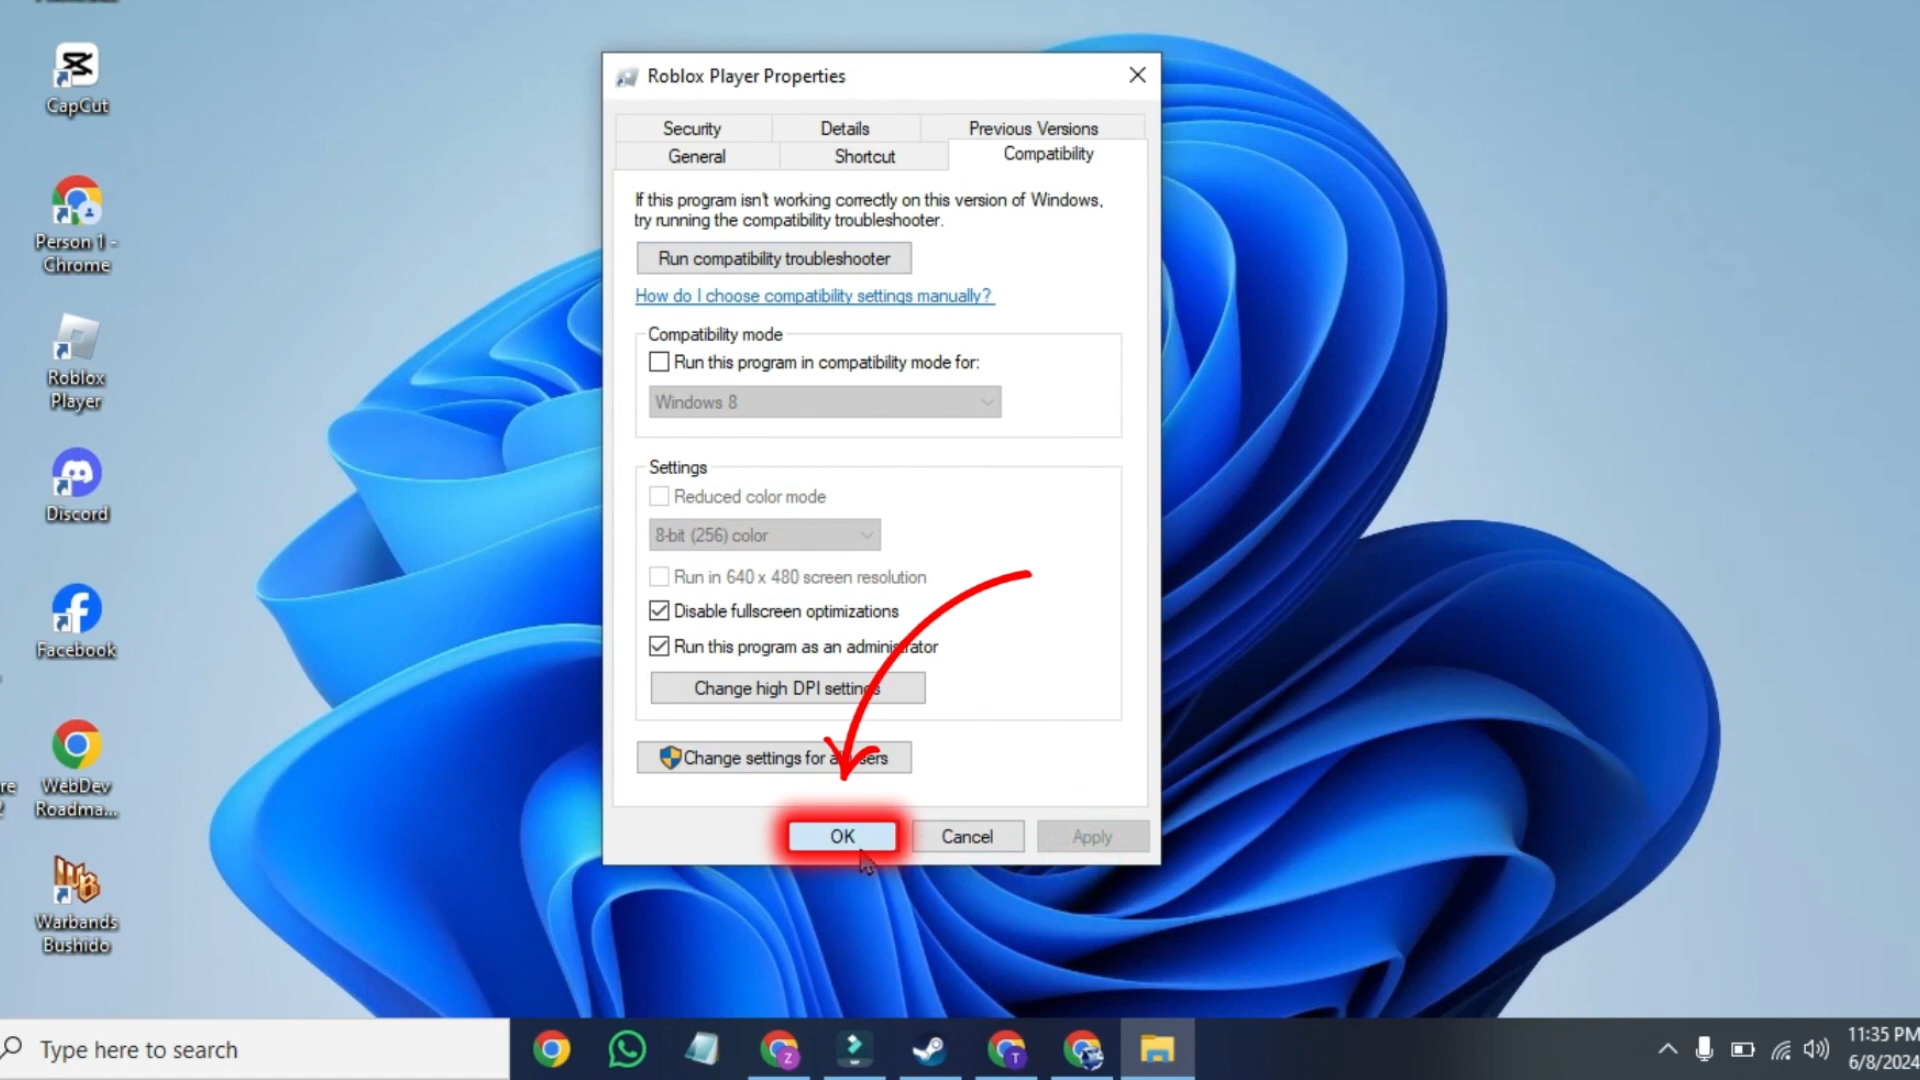 CapCut
Person 1 -
Chrome
Roblox
Player
Discord
Facebook
re
WebDev
Roadma...
Warbands
Bushido
Roblox Player Properties
Security
Details
Previous Versions
General
Shortcut
Compatibility
If this program isn't working correctly on this version of Windows,
try running the compatibility troubleshooter.
Run compatibility troubleshooter
How do I choose compatibility settings manually?
Compatibility mode
Run this program in compatibility mode for:
Windows 8
Settings
Reduced color mode
8-bit (256) color
Run in 640 x 480 screen resolution
Disable fullscreen optimizations
Run this program as an administrator
Change high DPI settings
Change settings for all users
OK
Cancel
Apply
Type here to search
Z
T
11:35 PM
6/8/2024